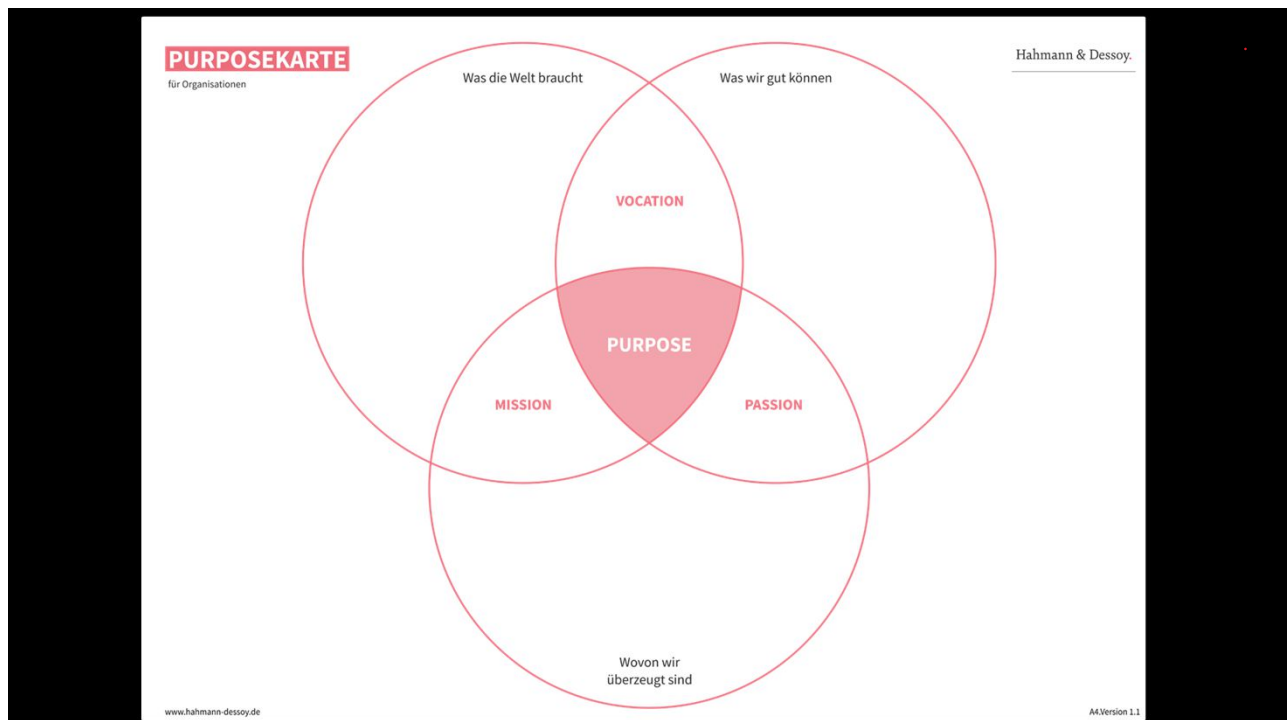 PURPOSEKARTE
für Organisationen
Hahmann & Dessoy.
Was die Welt braucht
Was wir gut können
VOCATION
PURPOSE
MISSION
PASSION
Wovon wir
überzeugt sind
www.hahmann-dessoy.de
A4.Version 1.1